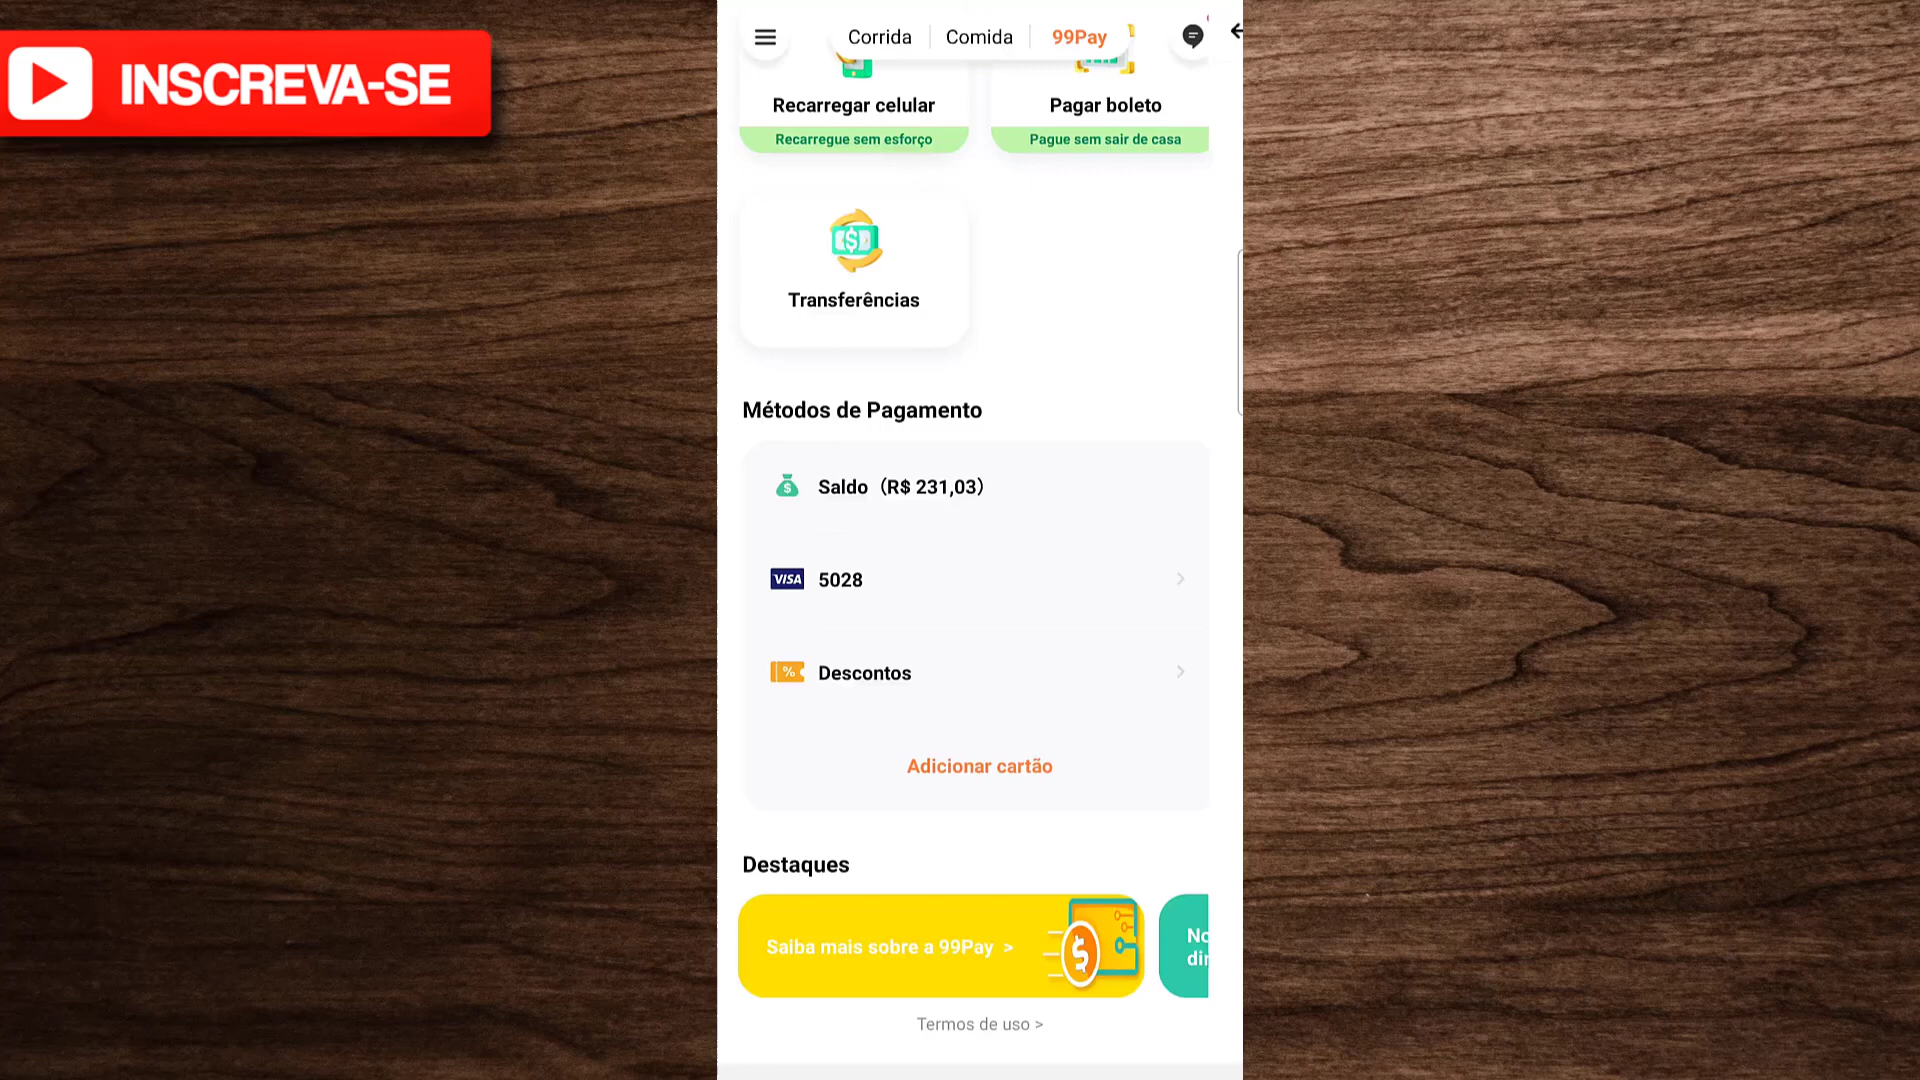 INSCREVA-SE
Corrida
Comida
99Pay
Recarregar celular
Pagar boleto
Recarregue sem esforço
Pague sem sair de casa
$
Transferências
Métodos de Pagamento
$
Saldo (R$ 231,03)
VISA
5028
%
Descontos
Adicionar cartão
Destaques
Saiba mais sobre a 99Pay >
$
Termos de uso >